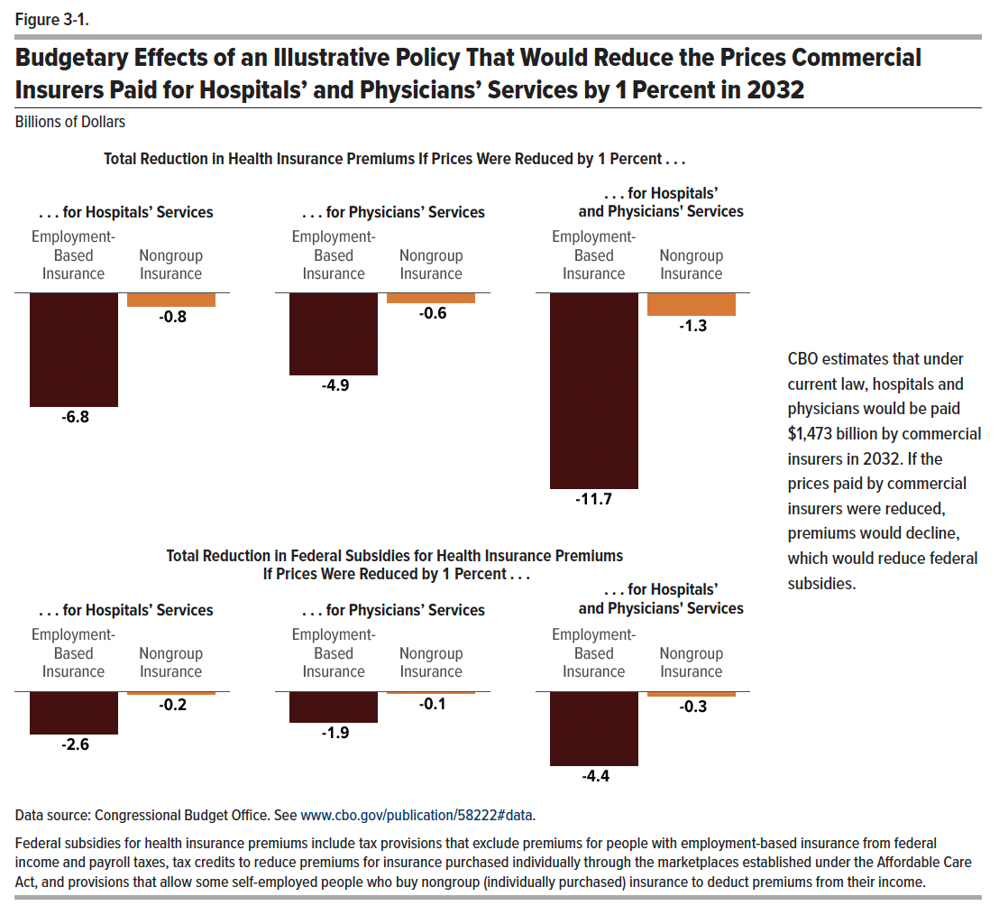 Figure 3-1.
Budgetary Effects of an Illustrative Policy That Would Reduce the Prices Commercial
Insurers Paid for Hospitals’ and Physicians’ Services by 1 Percent in 2032
Billions of Dollars
Total Reduction in Health Insurance Premiums If Prices Were Reduced by 1 Percent . . .
. . . for Hospitals’ Services
Employment-
Based
Insurance
Nongroup
Insurance
-6.8
-0.8
. . . for Physicians’ Services
Employment-
Based
Insurance
Nongroup
Insurance
-4.9
-0.6
. . . for Hospitals’
and Physicians' Services
Employment-
Based
Insurance
Nongroup
Insurance
-11.7
-1.3
CBO estimates that under
current law, hospitals and
physicians would be paid
$1,473 billion by commercial
insurers in 2032. If the
prices paid by commercial
insurers were reduced,
premiums would decline,
which would reduce federal
subsidies.
Total Reduction in Federal Subsidies for Health Insurance Premiums
If Prices Were Reduced by 1 Percent . . .
. . . for Hospitals’ Services
Employment-
Based
Insurance
Nongroup
Insurance
-2.6
-0.2
. . . for Physicians’ Services
Employment-
Based
Insurance
Nongroup
Insurance
-1.9
-0.1
. . . for Hospitals’
and Physicians' Services
Employment-
Based
Insurance
Nongroup
Insurance
-4.4
-0.3
Data source: Congressional Budget Office. See www.cbo.gov/publication/58222#data.
Federal subsidies for health insurance premiums include tax provisions that exclude premiums for people with employment-based insurance from federal
income and payroll taxes, tax credits to reduce premiums for insurance purchased individually through the marketplaces established under the Affordable Care
Act, and provisions that allow some self-employed people who buy nongroup (individually purchased) insurance to deduct premiums from their income.